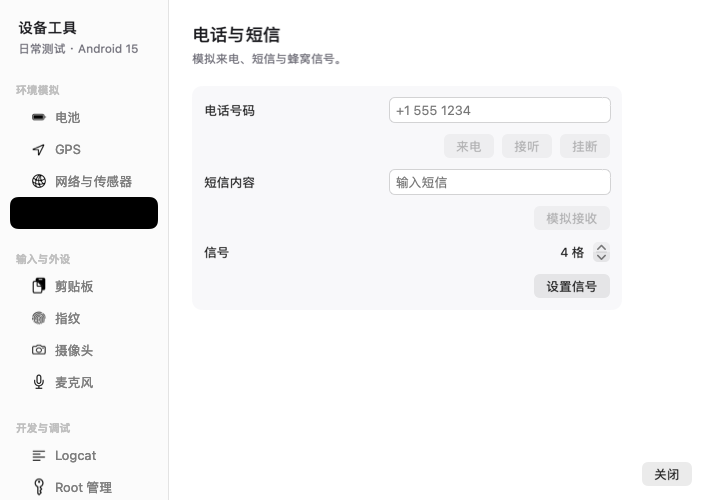 设备工具
日常测试 · Android 15
环境模拟
电池
GPS
网络与传感器
输入与外设
剪贴板
指纹
摄像头
麦克风
开发与调试
Logcat
Root 管理
电话与短信
模拟来电、短信与蜂窝信号。
电话号码
+1 555 1234
来电 接听 挂断
短信内容
输入短信
模拟接收
信号
4 格
设置信号
关闭